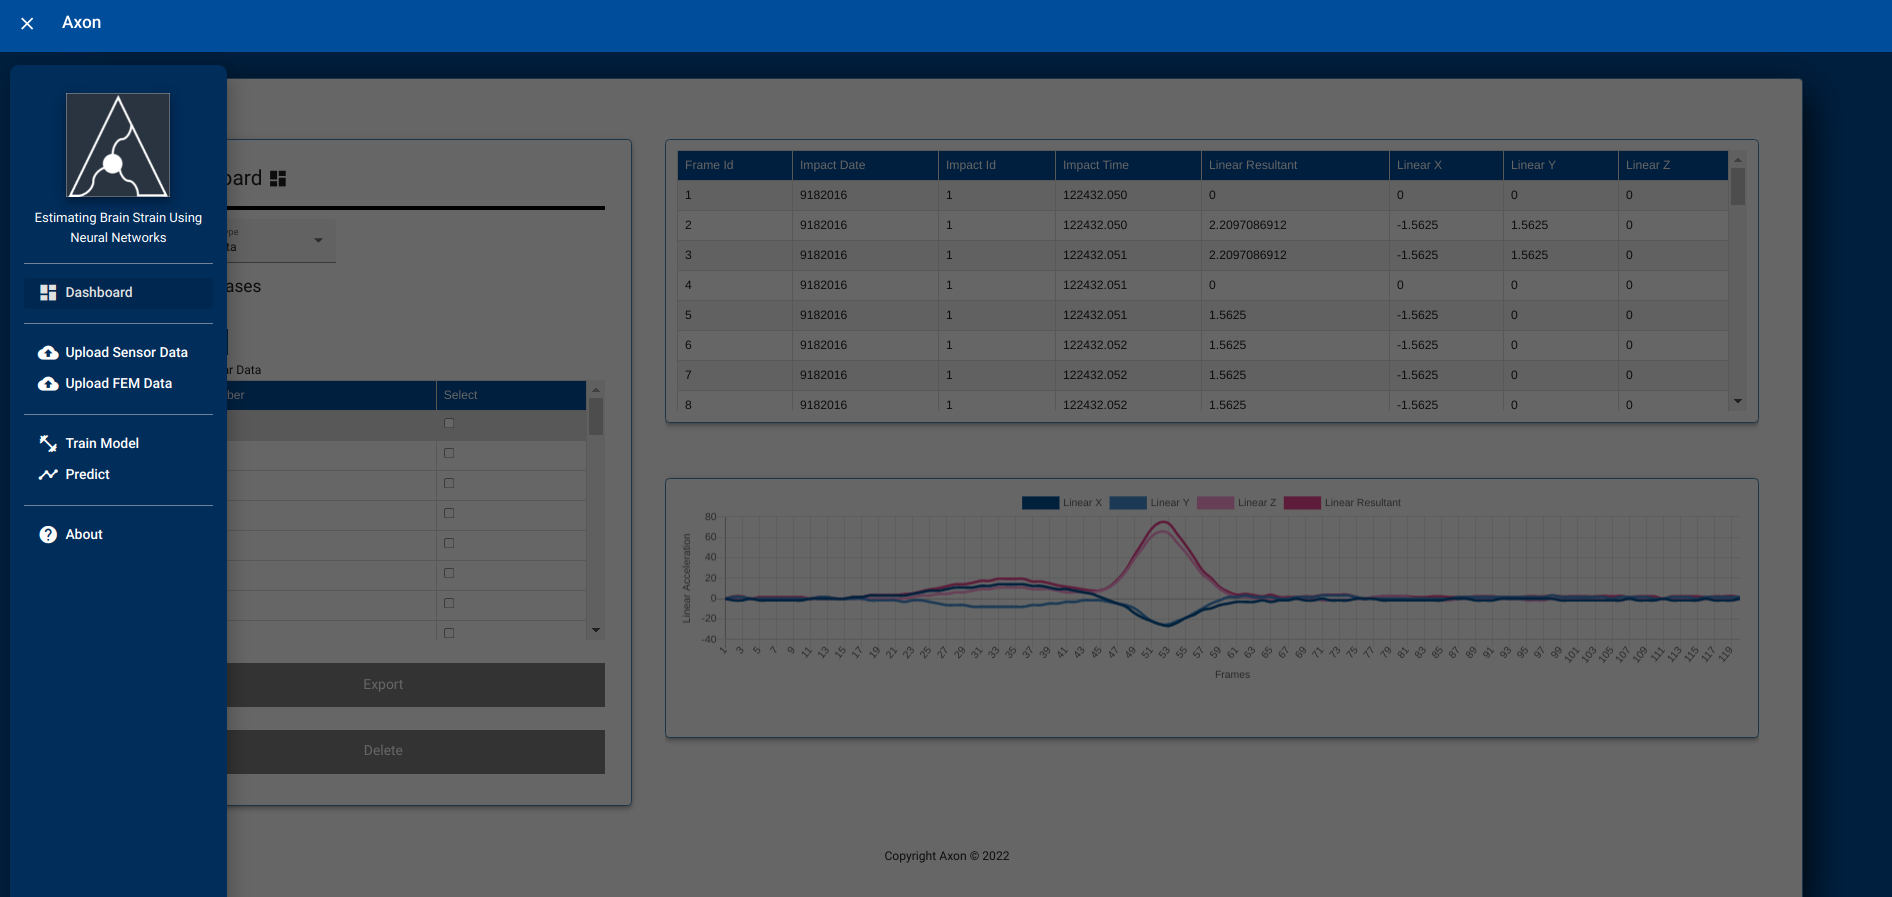 Axon
Estimating Brain Strain Using
Neural Networks
Dashboard
Upload Sensor Data
Upload FEM Data
Train Model
Predict
About
oard
ype
ta
ases
ar Data
ber Select
Export
Delete
Frame Id Impact Date Impact Id Impact Time Linear Resultant Linear X Linear Y Linear Z
1 9182016 1 122432.050 0 0 0 0
2 9182016 1 122432.050 2.2097086912 -1.5625 1.5625 0
3 9182016 1 122432.051 2.2097086912 -1.5625 1.5625 0
4 9182016 1 122432.051 0 0 0 0
5 9182016 1 122432.051 1.5625 -1.5625 0 0
6 9182016 1 122432.052 1.5625 -1.5625 0 0
7 9182016 1 122432.052 1.5625 -1.5625 0 0
8 9182016 1 122432.052 1.5625 -1.5625 0 0
Linear X Linear Y Linear Z Linear Resultant
Linear Acceleration
80
60
40
20
0
-20
-40
1 3 5 7 9 11 13 15 17 19 21 23 25 27 29 31 33 35 37 39 41 43 45 47 49 51 53 55 57 59 61 63 65 67 69 71 73 75 77 79 81 83 85 87 89 91 93 95 97 99 101 103 105 107 109 111 113 115 117 119
Frames
Copyright Axon © 2022